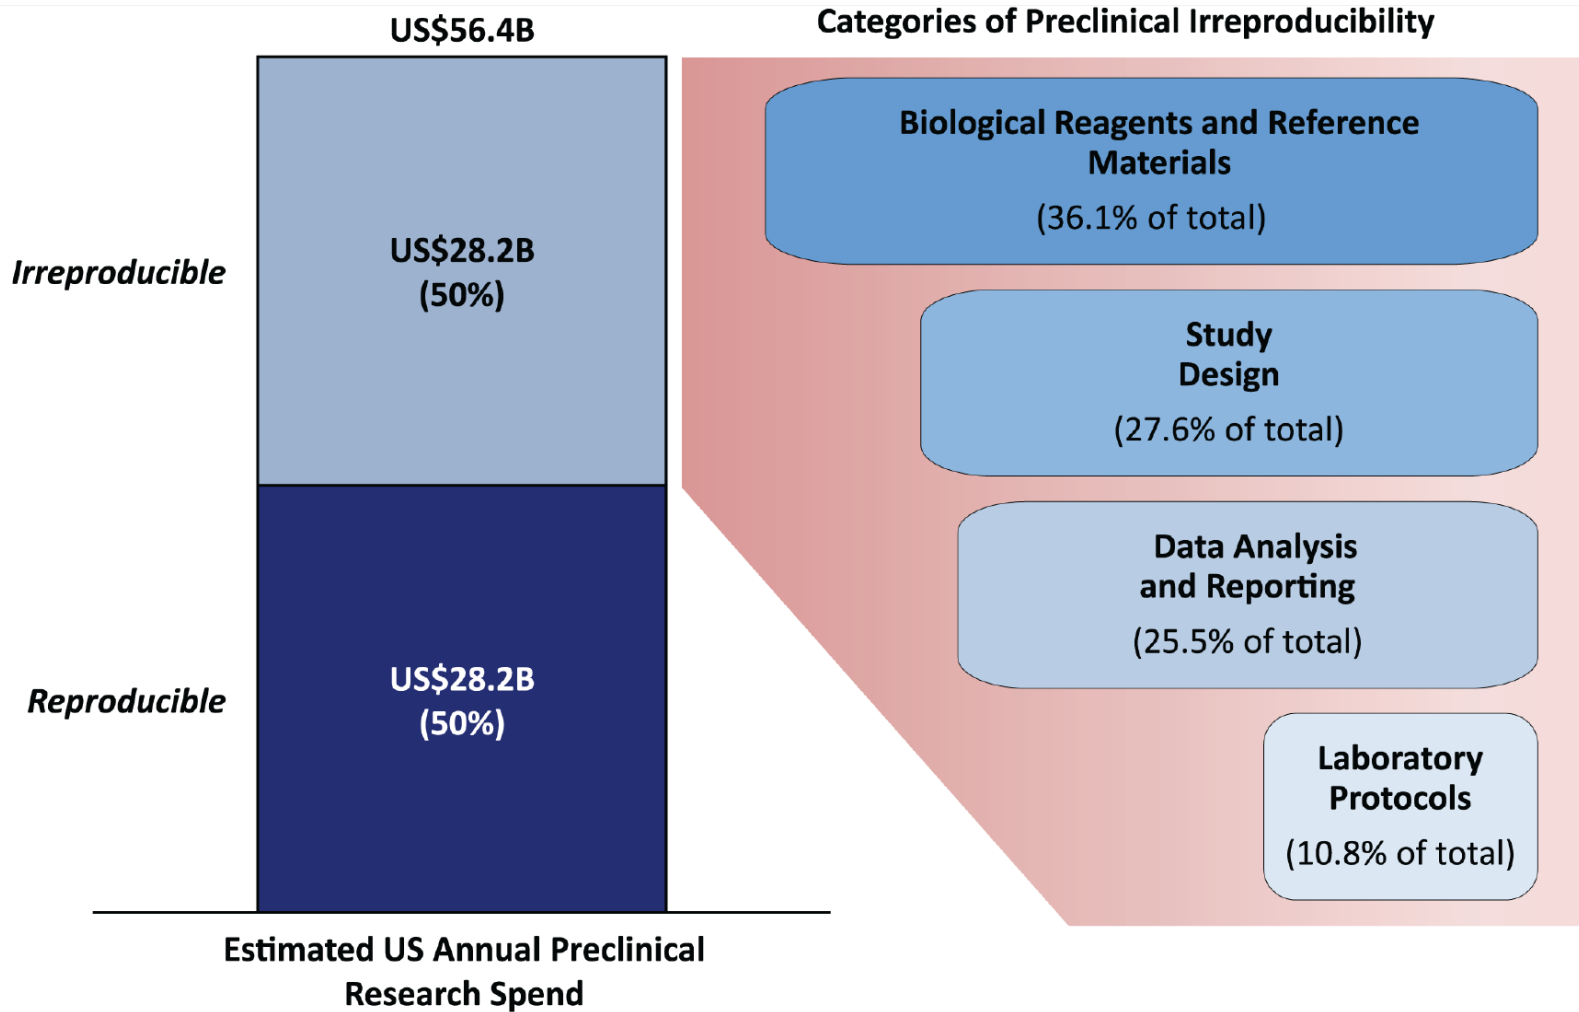 US$56.4B
Irreproducible
US$28.2B
(50%)
Reproducible
US$28.2B
(50%)
Estimated US Annual Preclinical
Research Spend
Categories of Preclinical Irreproducibility
Biological Reagents and Reference
Materials
(36.1% of total)
Study
Design
(27.6% of total)
Data Analysis
and Reporting
(25.5% of total)
Laboratory
Protocols
(10.8% of total)